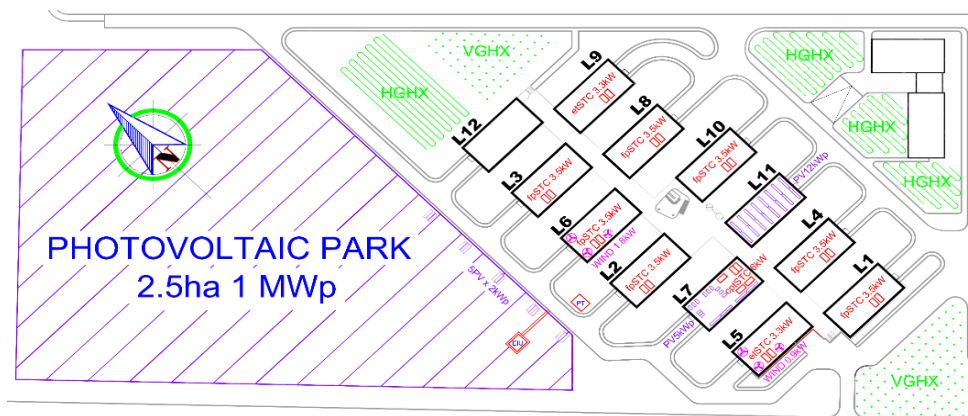 VGHX
HGHX
HGHX
HGHX
HGHX
VGHX
L9
etSTC 3.3kW
L8
fpSTC 3.5kW
L10
fpSTC 3.5kW
L12
L3
fpSTC 3.5kW
L11
PV12kWp
L6
fpSTC 3.5kW
WIND 1.8kW
L4
fpSTC 3.5kW
L2
fpSTC 3.5kW
L1
fpSTC 3.5kW
L7
PV5kWp
L5
etSTC 3.3kW
WIND 0.9kW
N
PHOTOVOLTAIC PARK
2.5ha 1 MWp
5PV x 2kWp
PT